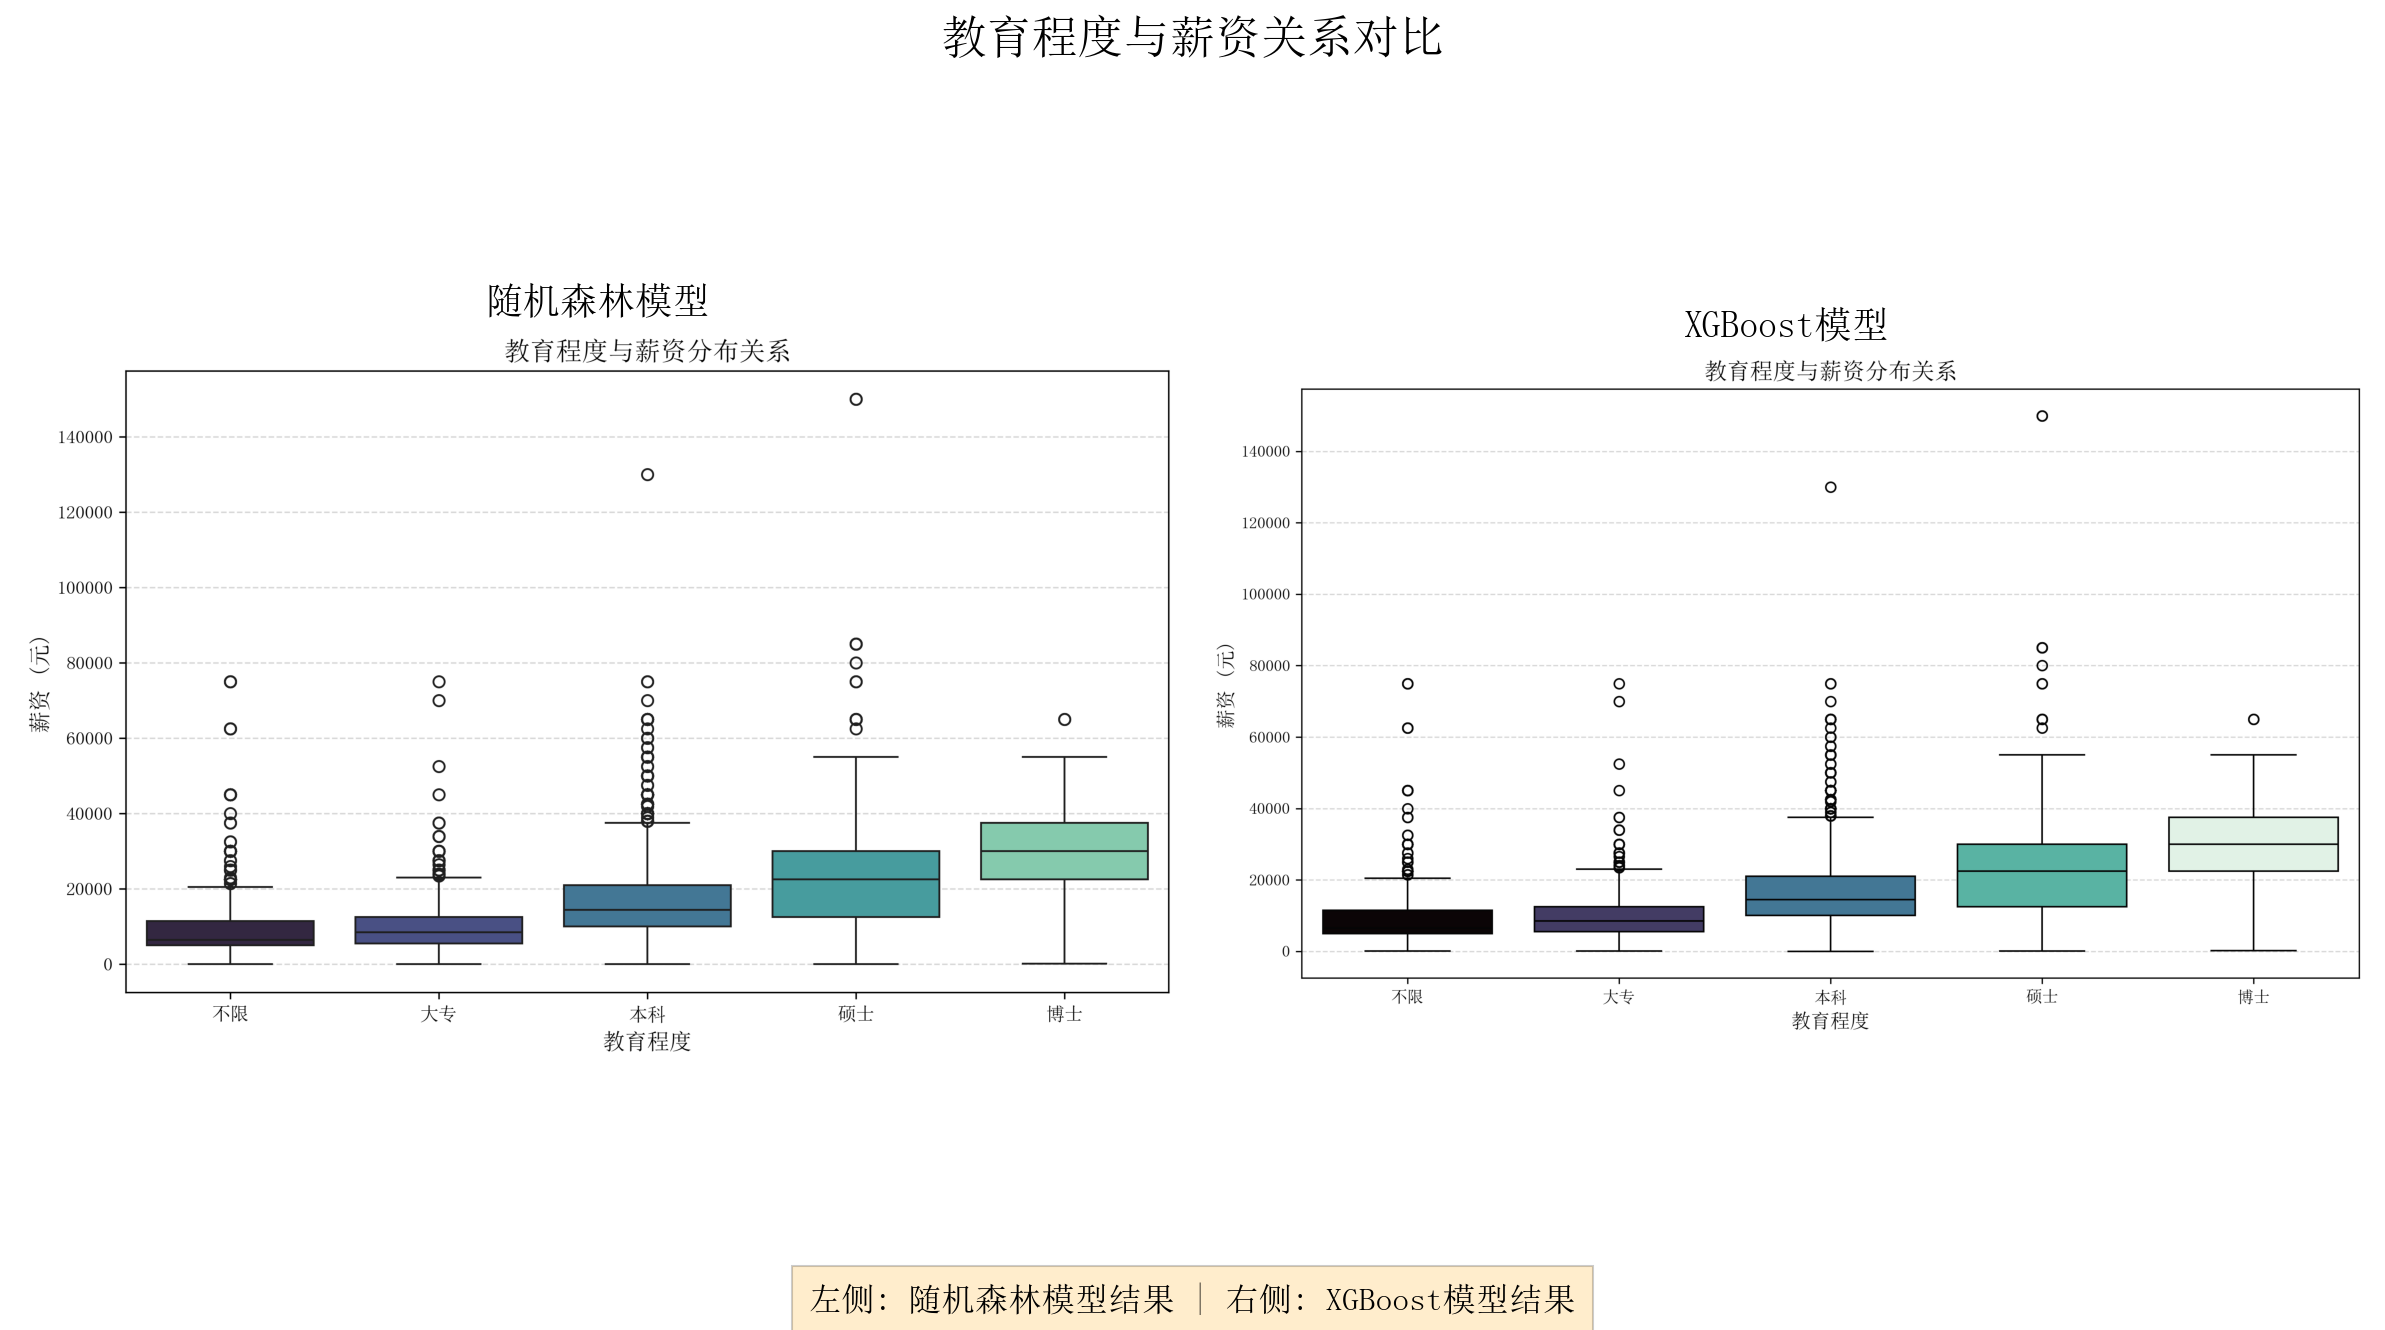 教育程度与薪资关系对比
随机森林模型
教育程度与薪资分布关系
140000
120000
100000
80000
60000
40000
20000
0
薪资 (元)
不限 大专 本科 硕士 博士
教育程度
XGBoost模型
教育程度与薪资分布关系
140000
120000
100000
80000
60000
40000
20000
0
薪资 (元)
不限 大专 本科 硕士 博士
教育程度
左侧: 随机森林模型结果 | 右侧: XGBoost模型结果